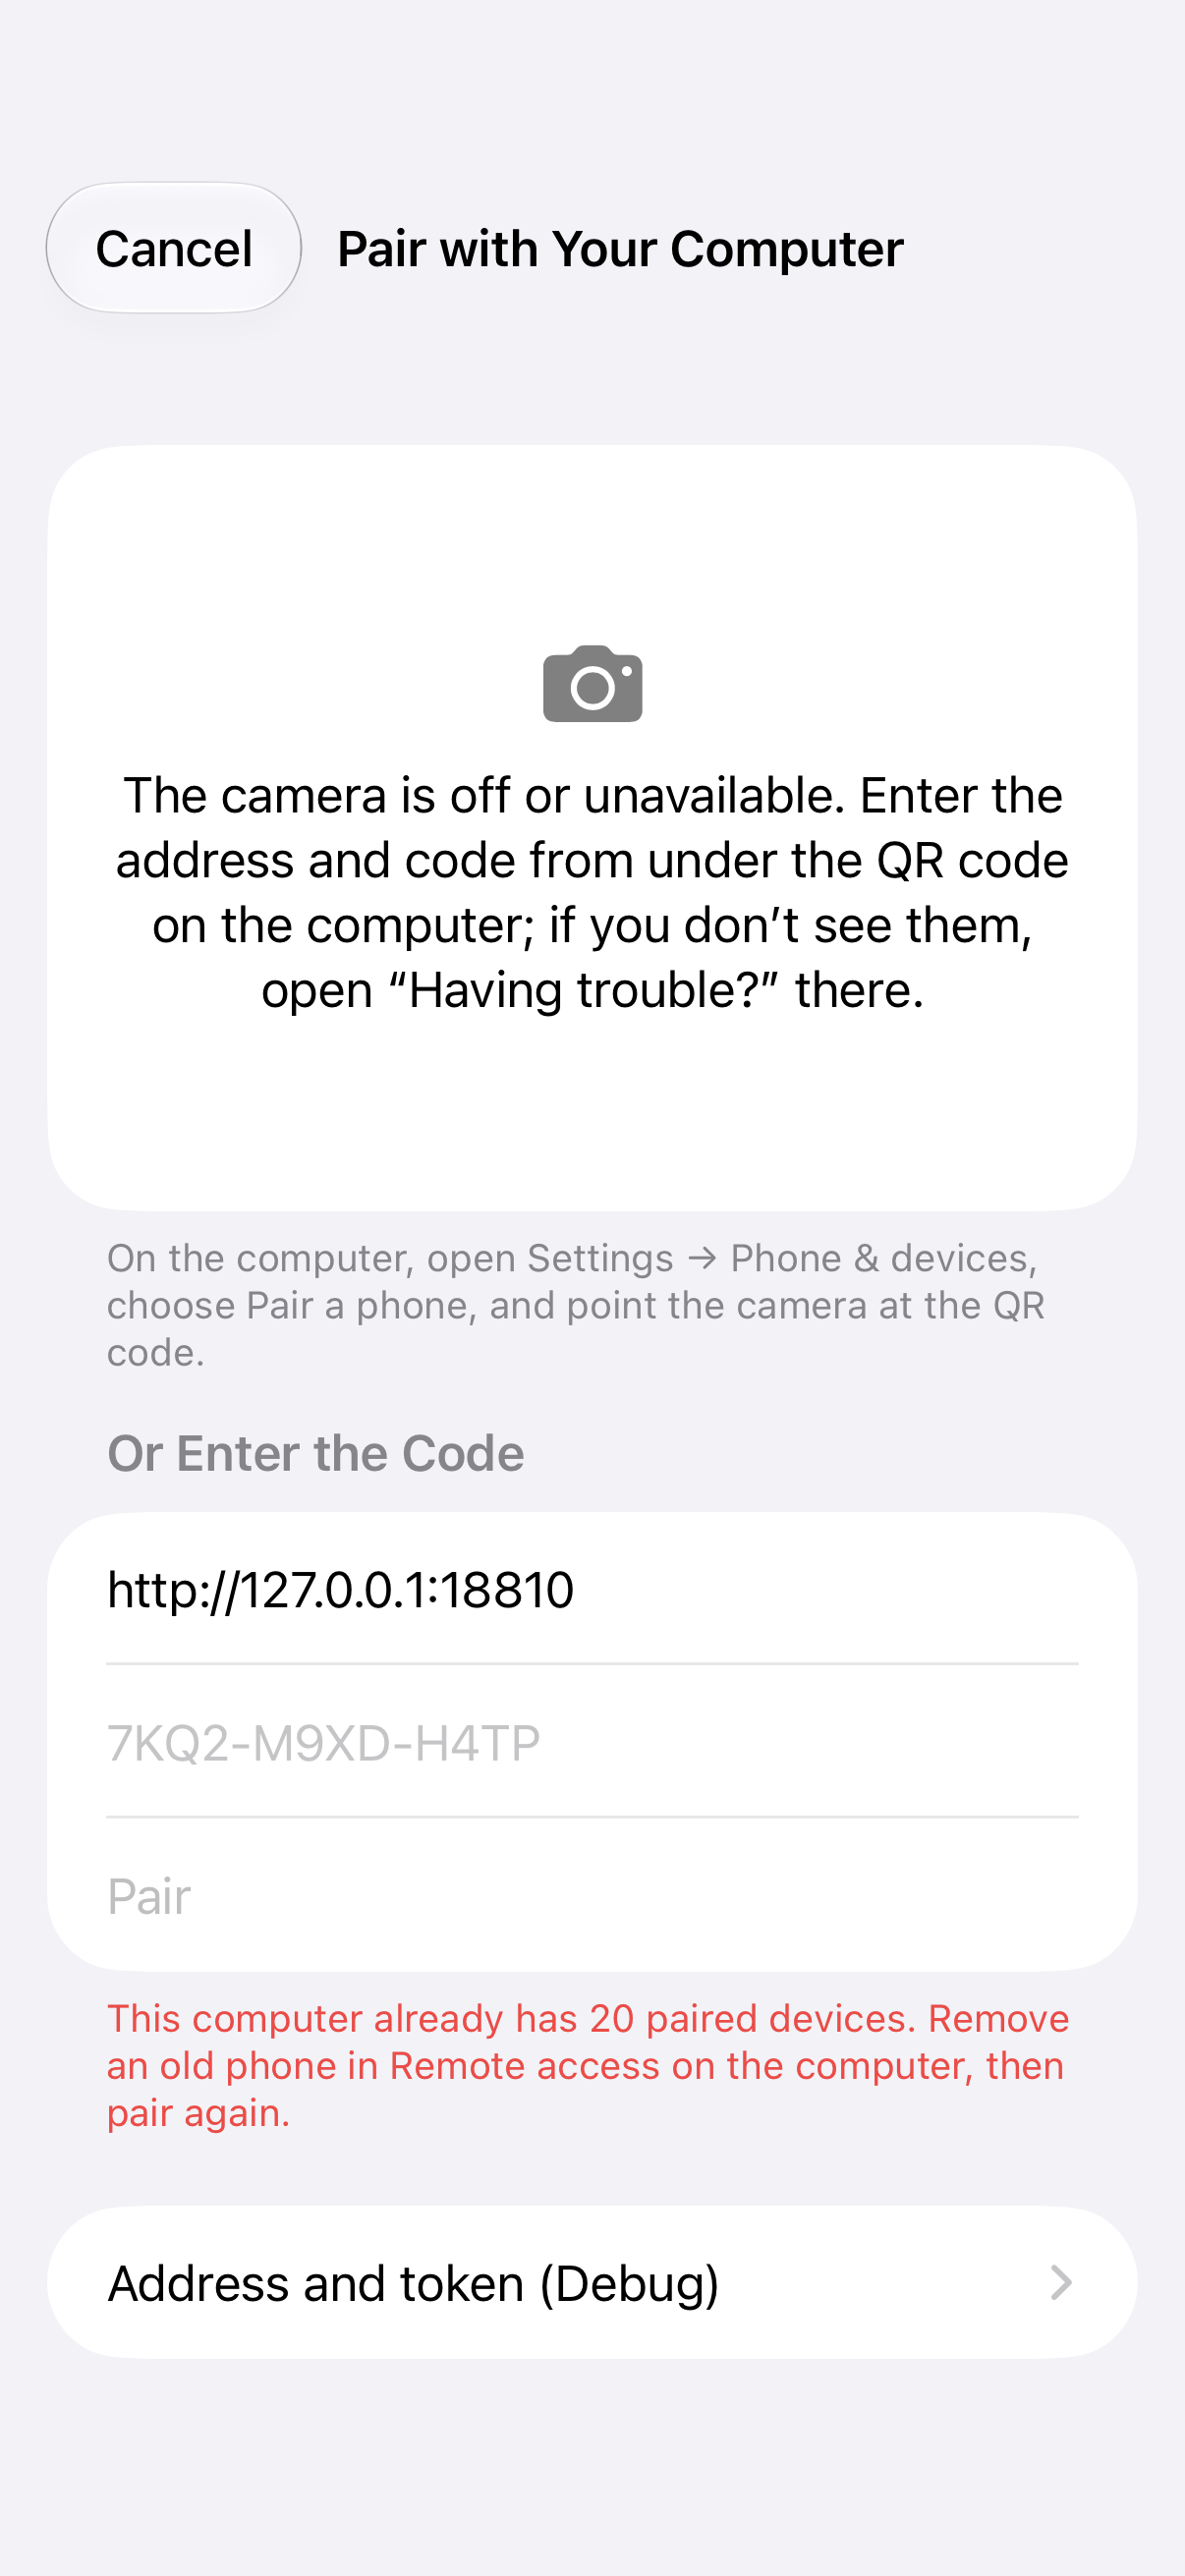 Cancel
Pair with Your Computer
The camera is off or unavailable. Enter the
address and code from under the QR code
on the computer; if you don’t see them,
open “Having trouble?” there.
On the computer, open Settings → Phone & devices,
choose Pair a phone, and point the camera at the QR
code.
Or Enter the Code
http://127.0.0.1:18810
7KQ2-M9XD-H4TP
Pair
This computer already has 20 paired devices. Remove
an old phone in Remote access on the computer, then
pair again.
Address and token (Debug)